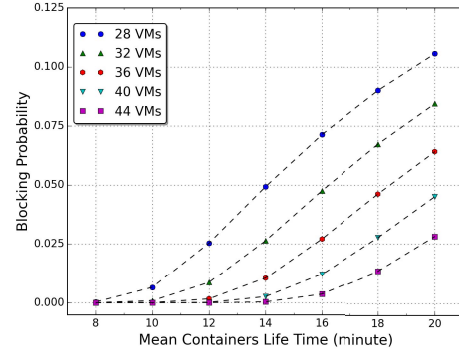 0.125
0.100
0.075
0.050
0.025
0.000
Blocking Probability
28 VMs
32 VMs
36 VMs
40 VMs
44 VMs
8 10 12 14 16 18 20
Mean Containers Life Time (minute)